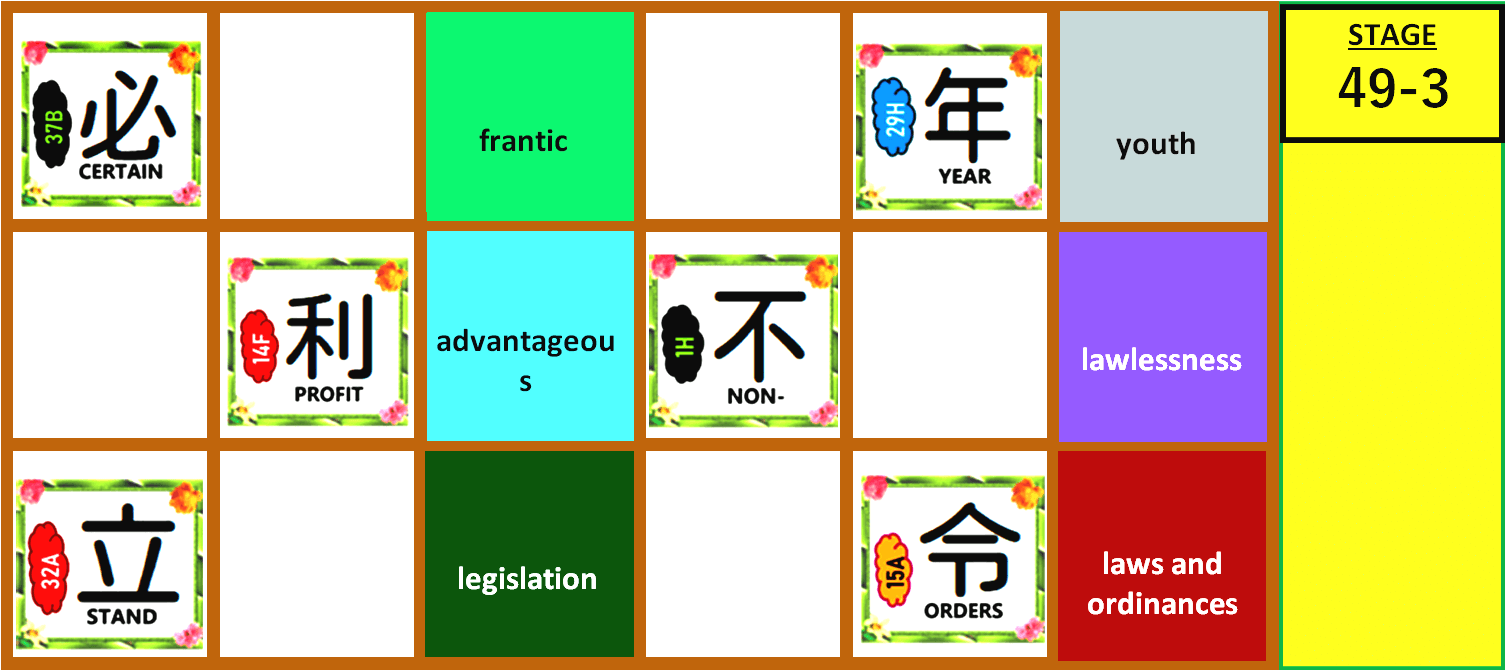 37B
必
CERTAIN
frantic
29H
年
YEAR
youth
STAGE
49-3
14F
利
PROFIT
advantageou
s
1H
不
NON-
lawlessness
32A
立
STAND
legislation
15A
令
ORDERS
laws and
ordinances